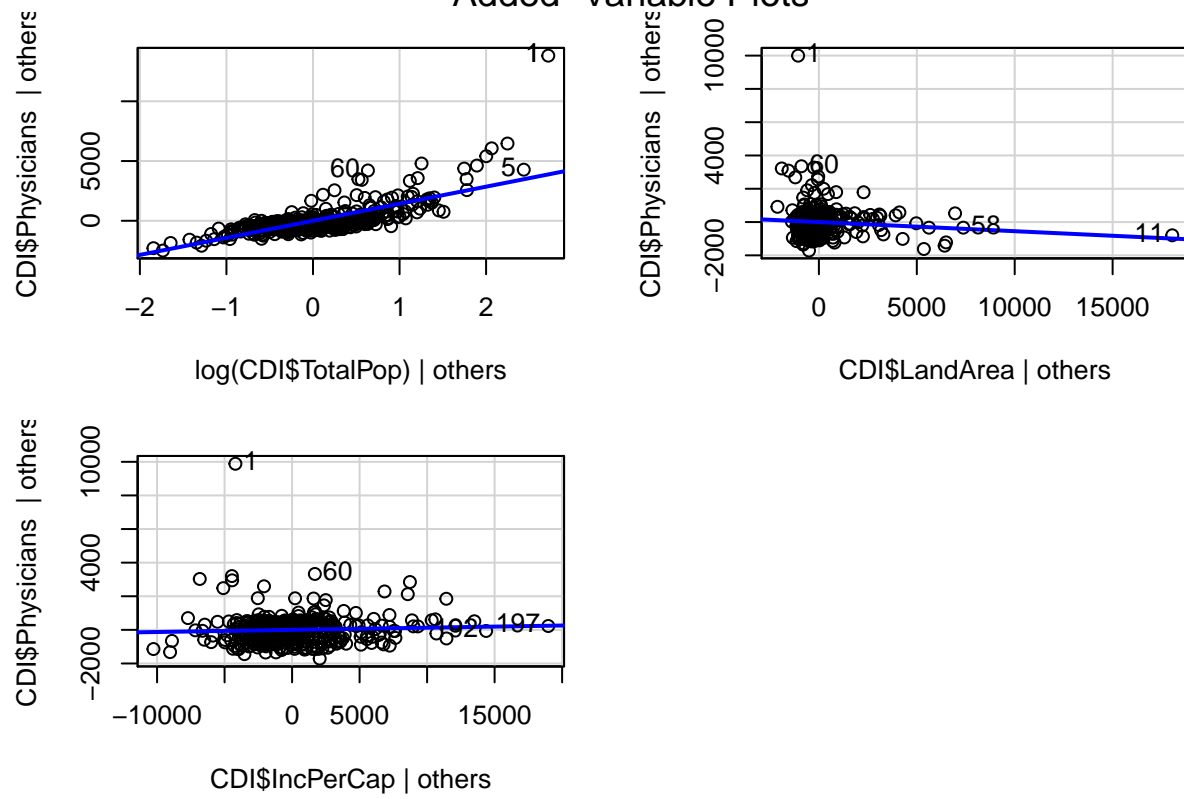 Added−Variable Plots
CDI$Physicians | others
0 5000
1
60
5
−2 −1 0 1 2
log(CDI$TotalPop) | others
CDI$Physicians | others
−2000 4000 10000
1
60
58
11
0 5000 10000 15000
CDI$LandArea | others
CDI$Physicians | others
−2000 4000 10000
1
60
197
−10000 0 5000 15000
CDI$IncPerCap | others